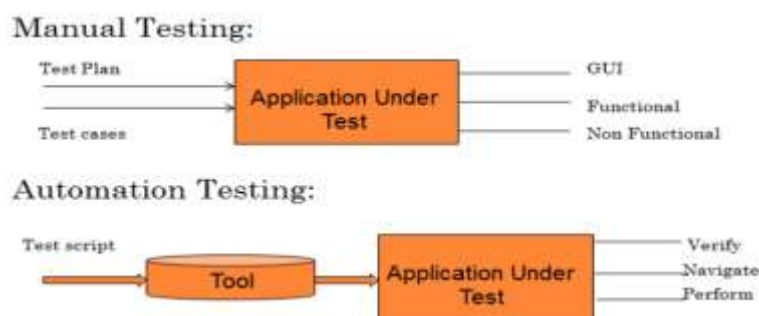 Manual Testing:
Test Plan
GUI
Application Under
Test
Functional
Test cases
Non Functional
Automation Testing:
Test script
Verify
Tool
Application Under
Test
Navigate
Perform